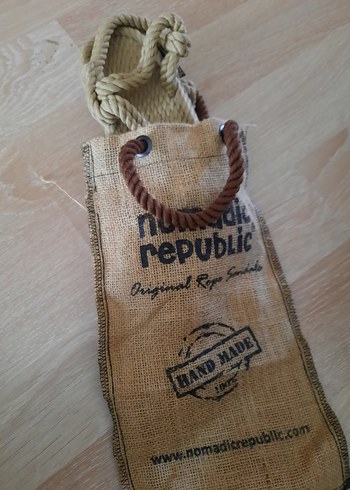 nomadic
republic
Original Rope Sandals
HAND MADE
www.nomadicrepublic.com